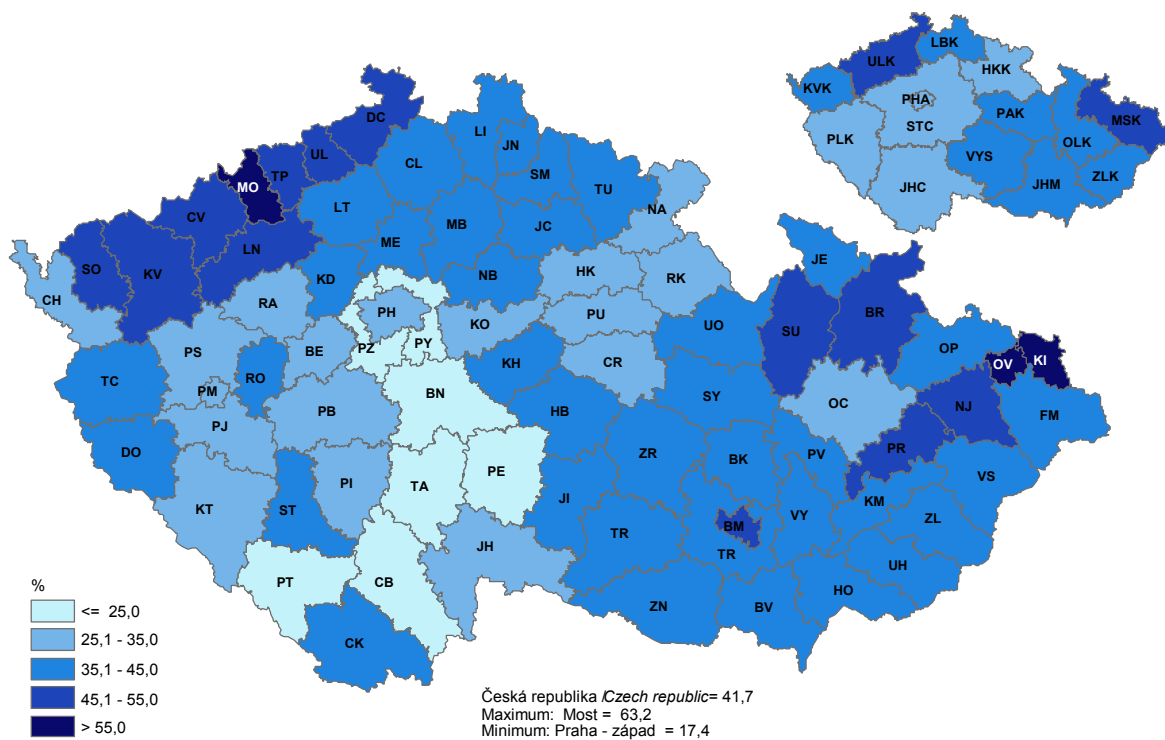 LBK
ULK
HKK
KVK
PHA
PAK
MSK
STC
PLK
OLK
VYS
ZLK
JHM
JHC
DC
LI
UL
JN
CL
TP
SM
MO
TU
CV
LT
NA
MB
JC
LN
ME
JE
SO
KV
HK
RK
KD
NB
CH
RA
BR
PH
PU
KO
SU
UO
OP
PS
BE
PZ
PY
OV
KI
CR
KH
TC
RO
PM
BN
SY
OC
NJ
FM
PB
HB
PJ
PR
DO
ZR
BK
PV
PE
VS
PI
TA
JI
KT
ST
KM
ZL
BM
VY
TR
JH
TR
UH
PT
CB
HO
ZN
BV
CK
%
<= 25,0
25,1 - 35,0
35,1 - 45,0
45,1 - 55,0
> 55,0
Česká republika /Czech republic= 41,7
Maximum: Most = 63,2
Minimum: Praha - západ = 17,4